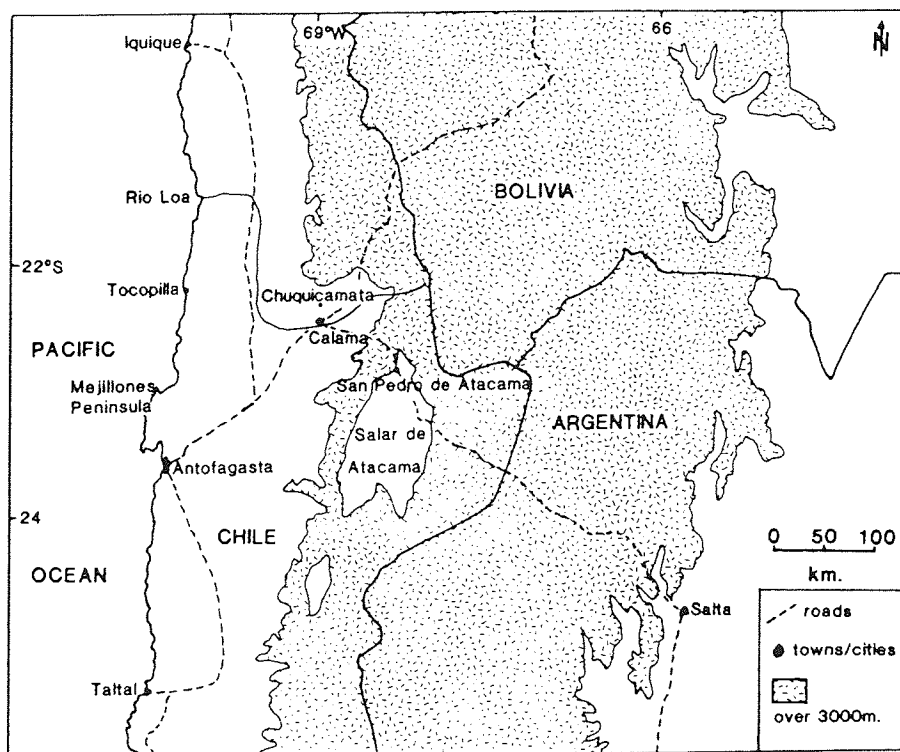 69°W
66
N
Iquique
BOLIVIA
Rio Loa
22°S
Tocopilla
Chuquicamata
Calama
PACIFIC
Mejillones
Peninsula
San Pedro de Atacama
ARGENTINA
Salar de
Atacama
Antofagasta
24
CHILE
OCEAN
0 50 100
km.
Salta
Taltal
roads
towns/cities
over 3000m.